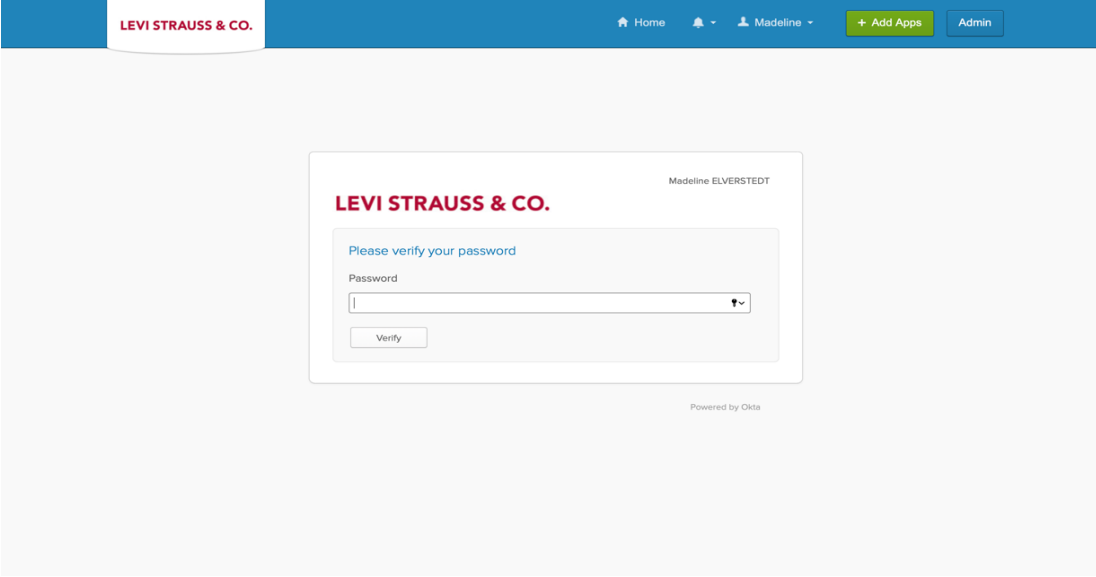 LEVI STRAUSS & CO.
Home
Madeline
+ Add Apps
Admin
Madeline ELVERSTEDT
LEVI STRAUSS & CO.
Please verify your password
Password
Verify
Powered by Okta